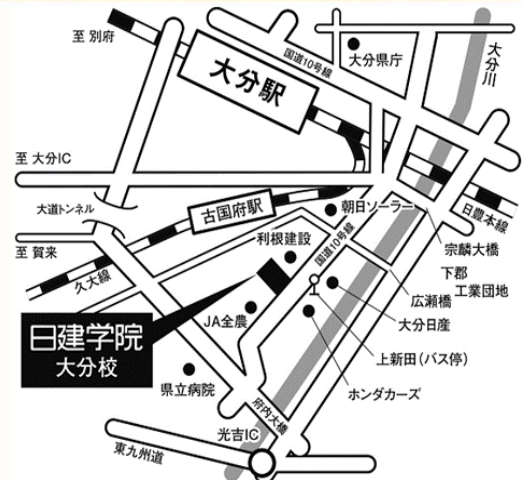 至 別府
大分駅
国道10号線
大分県庁
大分川
至 大分IC
大道トンネル
古国府駅
朝日ソーラー
日豊本線
至 賀来
利根建設
国道10号線
宗麟大橋
久大線
下郡
工業団地
広瀬橋
JA全農
大分日産
日建学院
大分校
上新田(バス停)
県立病院
ホンダカーズ
府内大橋
光吉IC
東九州道